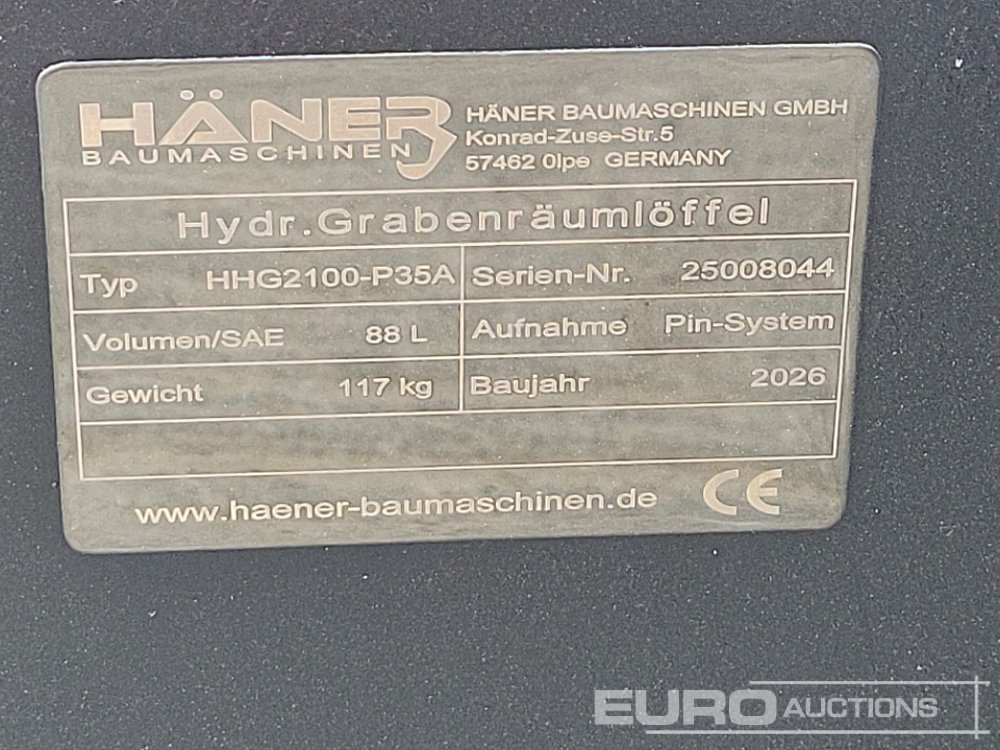 HÄNER
BAUMASCHINEN
HÄNER BAUMASCHINEN GMBH
Konrad-Zuse-Str.5
57462 Olpe GERMANY
Hydr.Grabenräumlöffel
Typ HHG2100-P35A Serien-Nr. 25008044
Volumen/SAE 88 L Aufnahme Pin-System
Gewicht 117 kg Baujahr 2026
www.haener-baumaschinen.de CE
EURO AUCTIONS